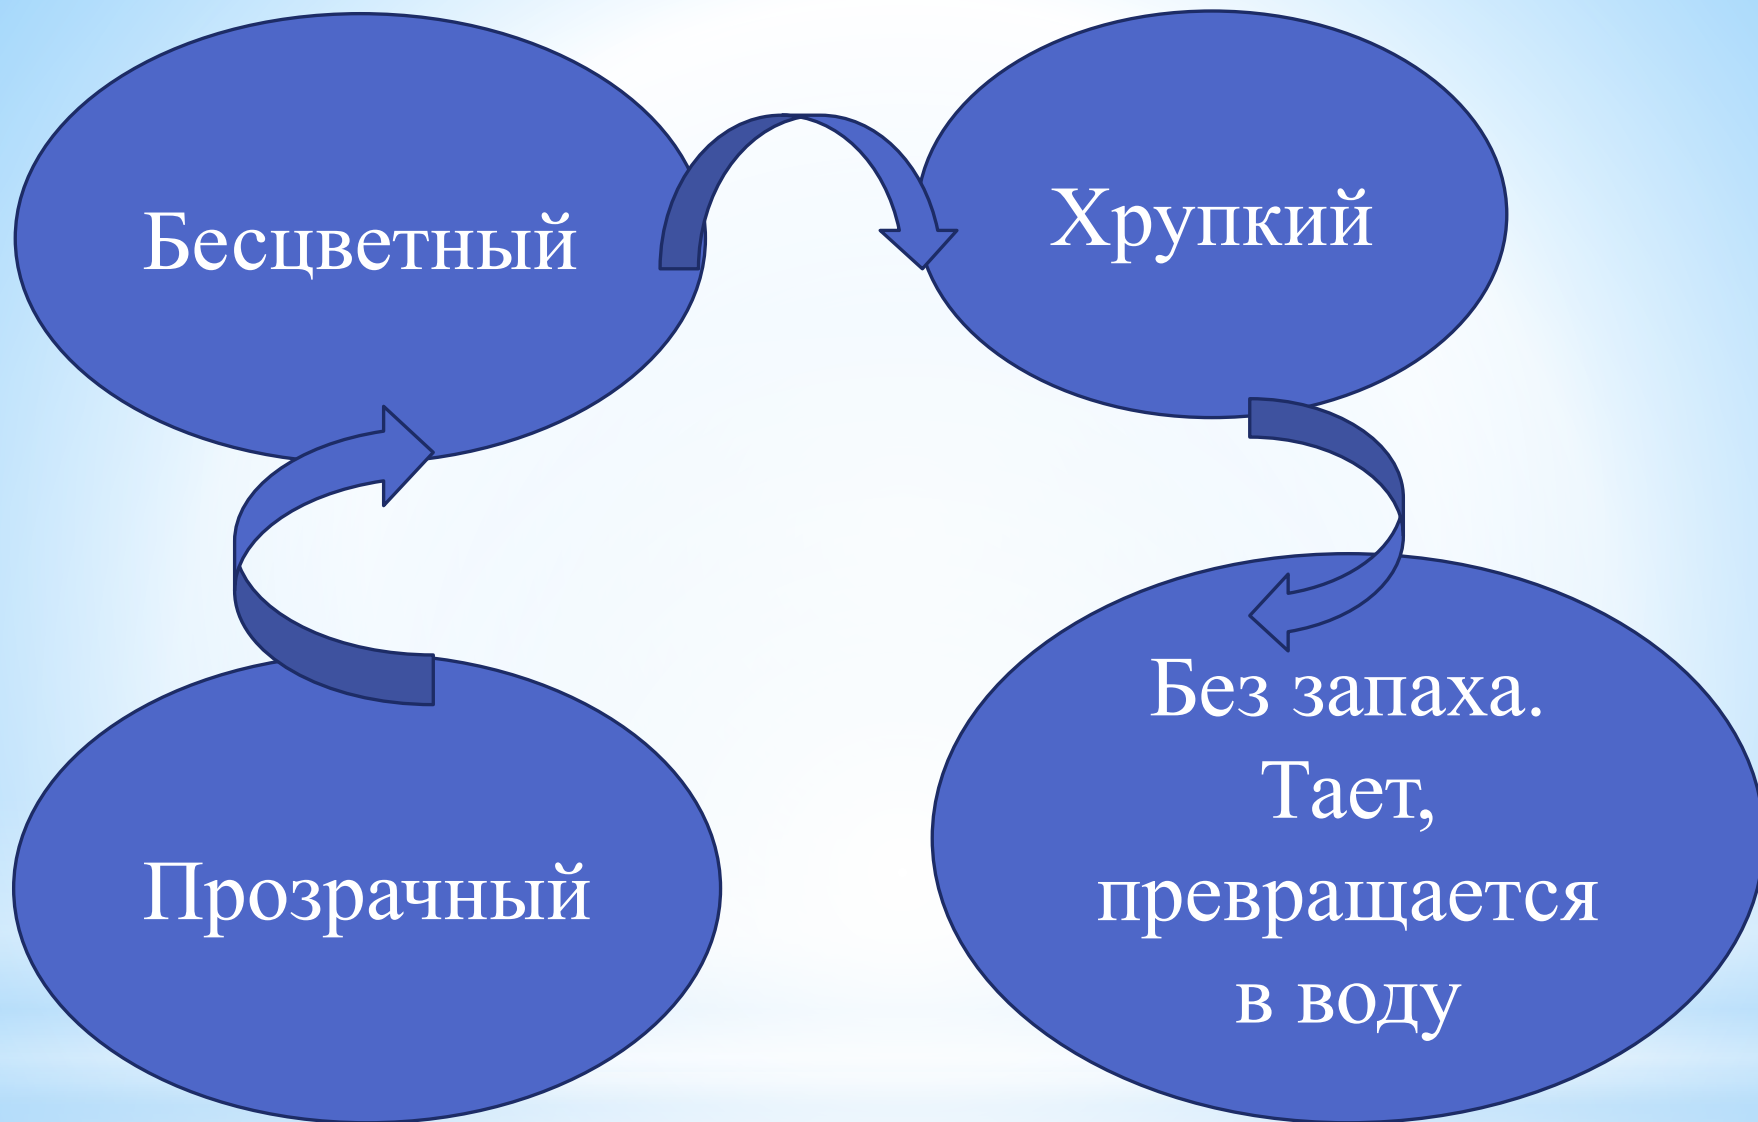 Бесцветный
Хрупкий
Прозрачный
Без запаха.
Тает,
превращается
в воду